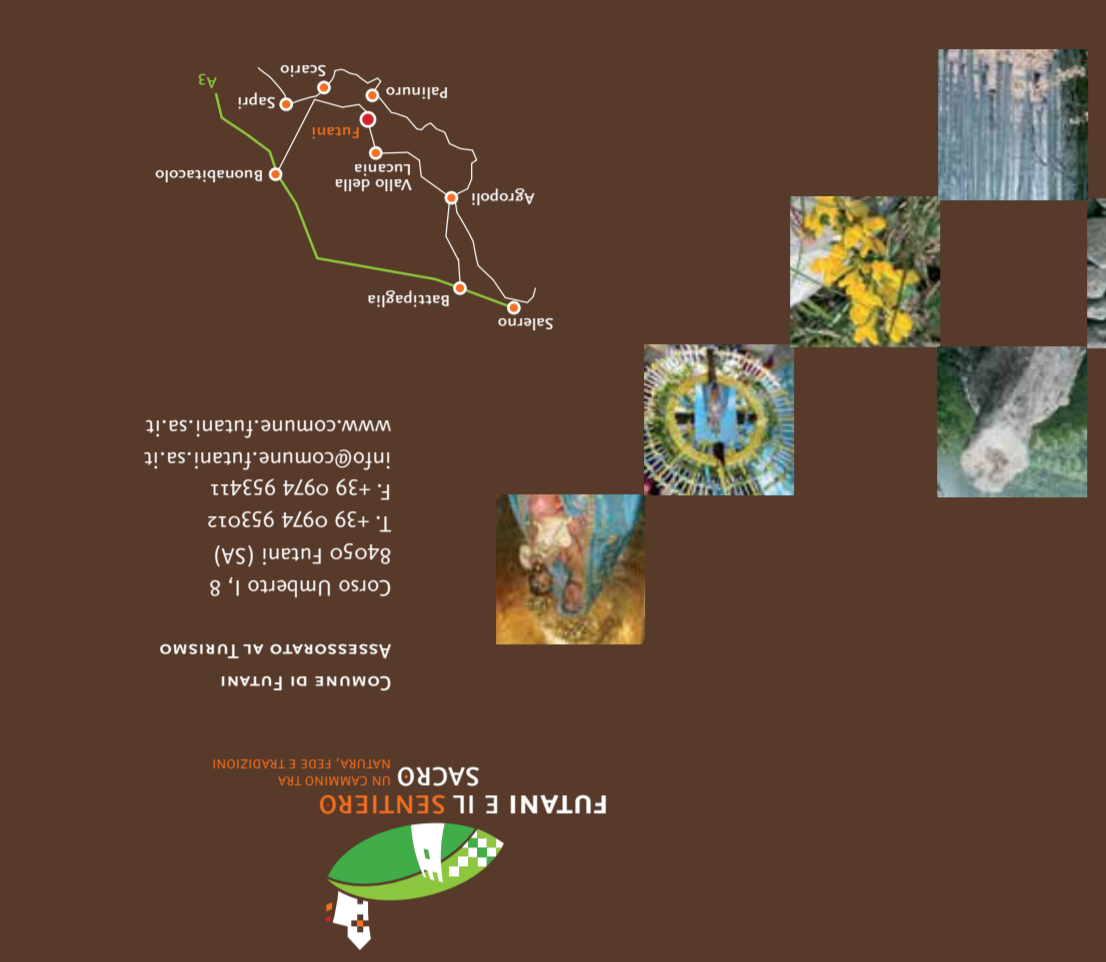 FUTANI E IL SENTIERO
SACRO
UN CAMMINO TRA
NATURA, FEDE E TRADIZIONI
COMUNE DI FUTANI
ASSESSORATO AL TURISMO
Corso Umberto I, 8
84050 Futani (SA)
T. +39 0974 953012
F. +39 0974 953411
info@comune.futani.sa.it
www.comune.futani.sa.it
Salerno
Battipaglia
Agropoli
Vallo della
Lucania
Buonabitacolo
Futani
Palinuro
Sapri
Scario
A3